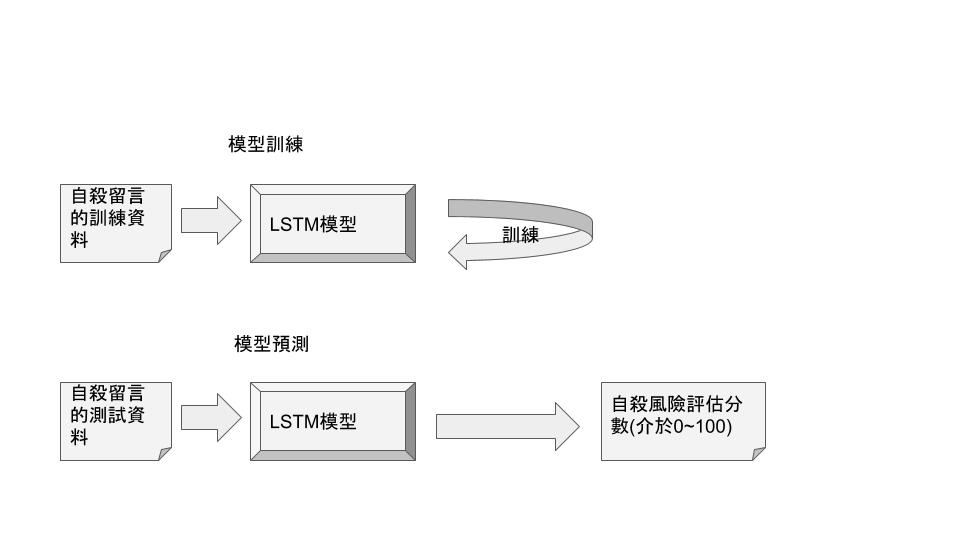 模型訓練
自殺留言
的訓練資
料
LSTM模型
訓練
模型預測
自殺留言
的測試資
料
LSTM模型
自殺風險評估分
數(介於0~100)